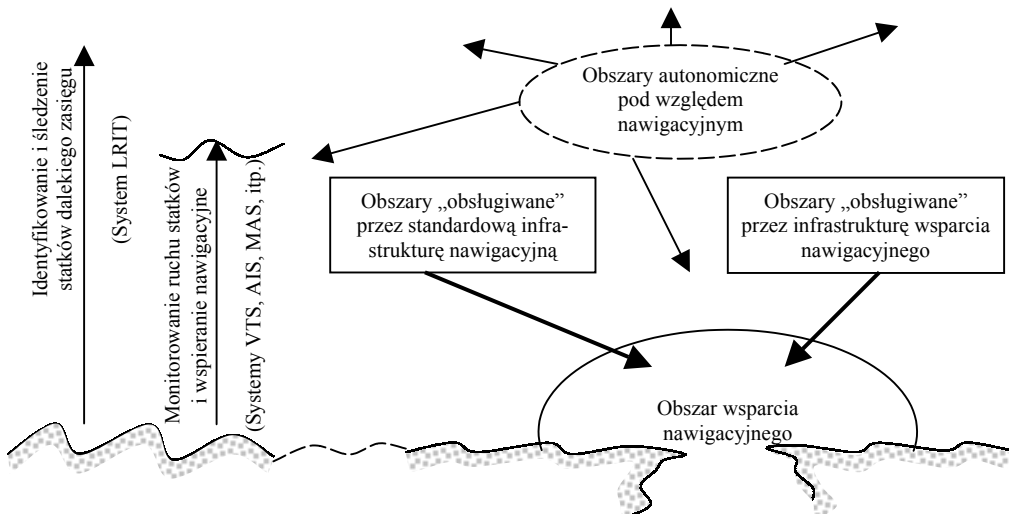 Identyfikowanie i śledzenie
statków dalekiego zasięgu
(System LRIT)
Monitorowanie ruchu statków
i wspieranie nawigacyjne
(Systemy VTS, AIS, MAS, itp.)
Obszary autonomiczne
pod względem
nawigacyjnym
Obszary „obsługiwane”
przez standardową infra-
strukturę nawigacyjną
Obszary „obsługiwane”
przez infrastrukturę wsparcia
nawigacyjnego
Obszar wsparcia
nawigacyjnego